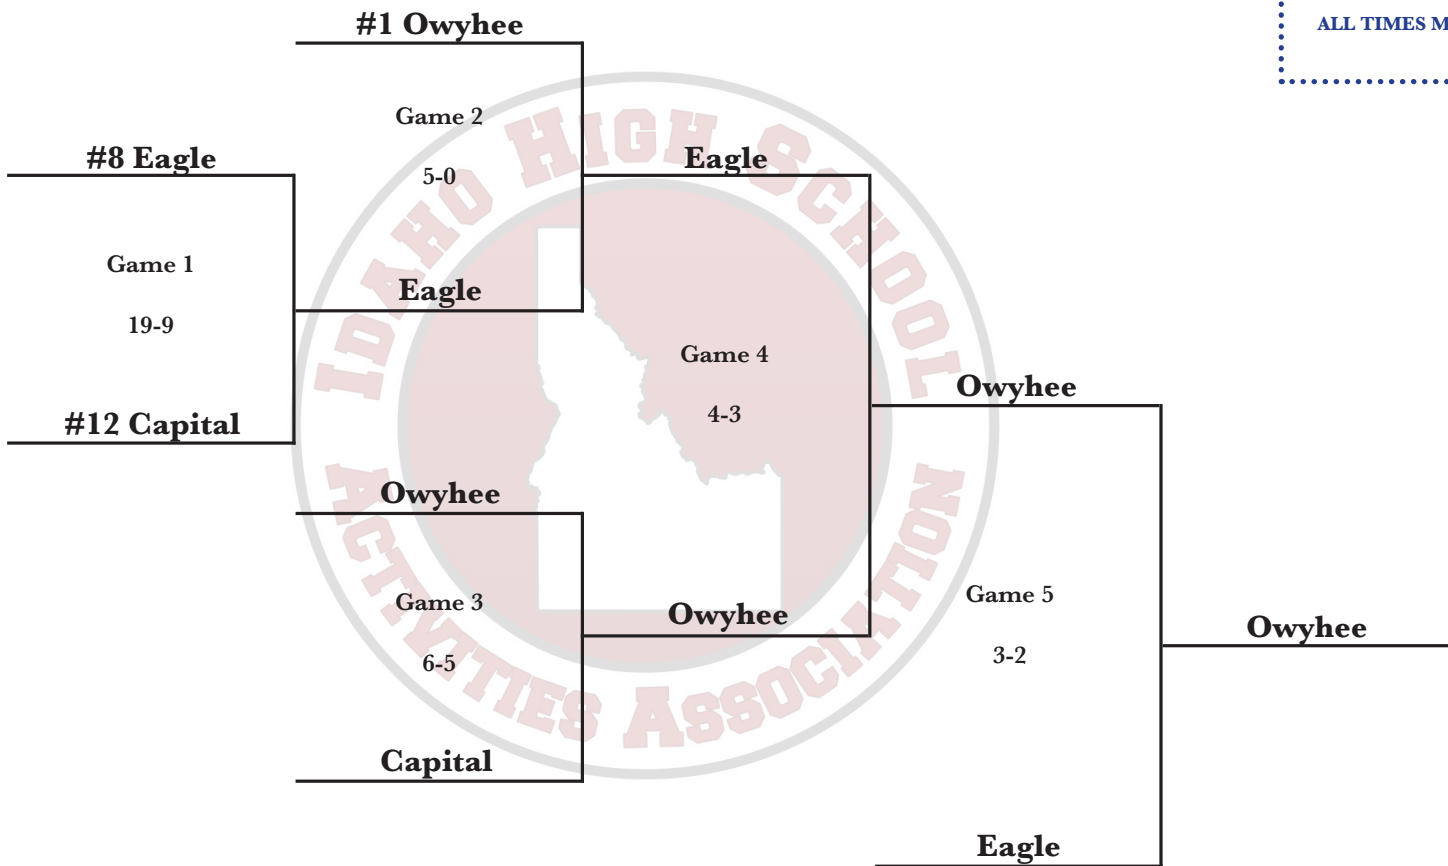 #1 Owyhee
ALL TIMES M
Game 2
5-0
#8 Eagle
Eagle
Game 1
19-9
Eagle
Game 4
4-3
#12 Capital
Owyhee
Owyhee
Game 3
6-5
Owyhee
Game 5
3-2
Owyhee
Capital
Eagle
IDAHO HIGH SCHOOL
ACTIVITIES ASSOCIATION